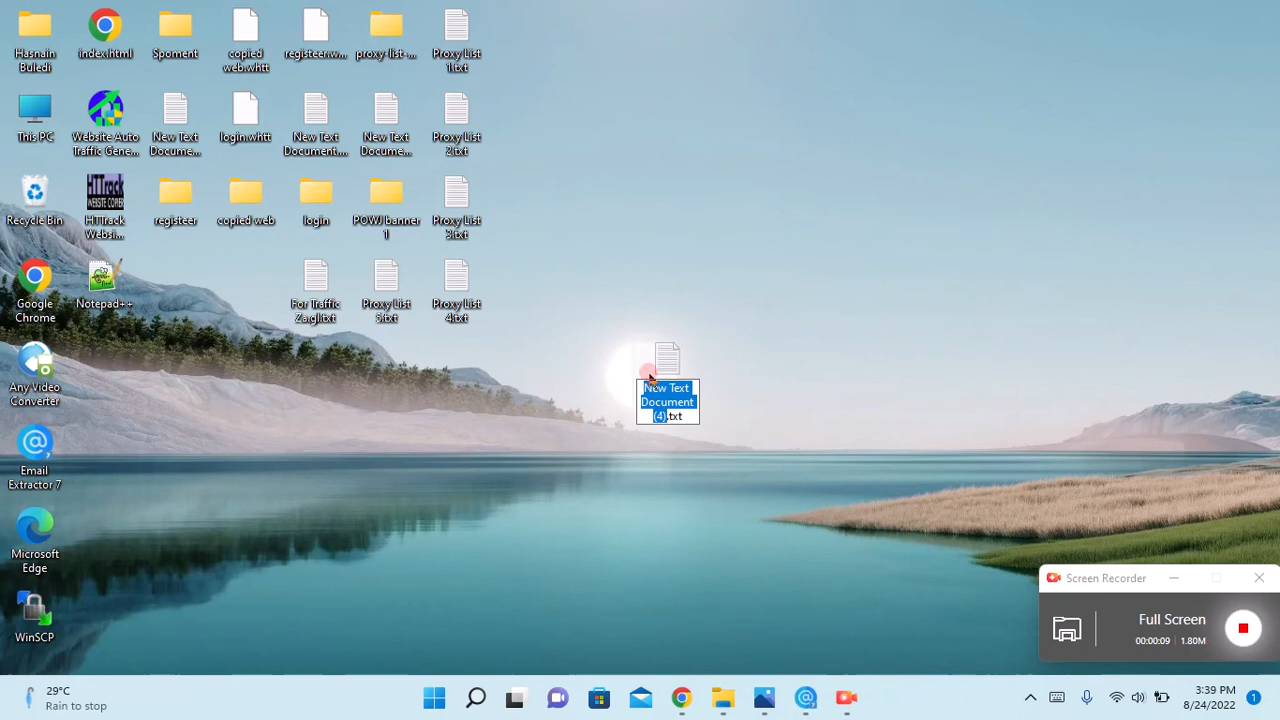 Hasnain
Buledi
index.html
Spoment
copied
web.whtt
registeer.w...
proxy-list-...
Proxy List
1.txt
This PC
Website Auto
Traffic Gene...
New Text
Docume...
login.whtt
New Text
Document....
New Text
Docume...
Proxy List
2.txt
Recycle Bin
HTTrack
WEBSITE COPIER
HTTrack
Websi...
registeer
copied web
login
POWJ banner
1
Proxy List
3.txt
Google
Chrome
Notepad++
For Traffic
Za.gl.txt
Proxy List
5.txt
Proxy List
4.txt
Any Video
Converter
New Text
Document
(4).txt
Email
Extractor 7
Microsoft
Edge
WinSCP
Screen Recorder
Full Screen
00:00:09 | 1.80M
29°C
Rain to stop
3:39 PM
8/24/2022
1